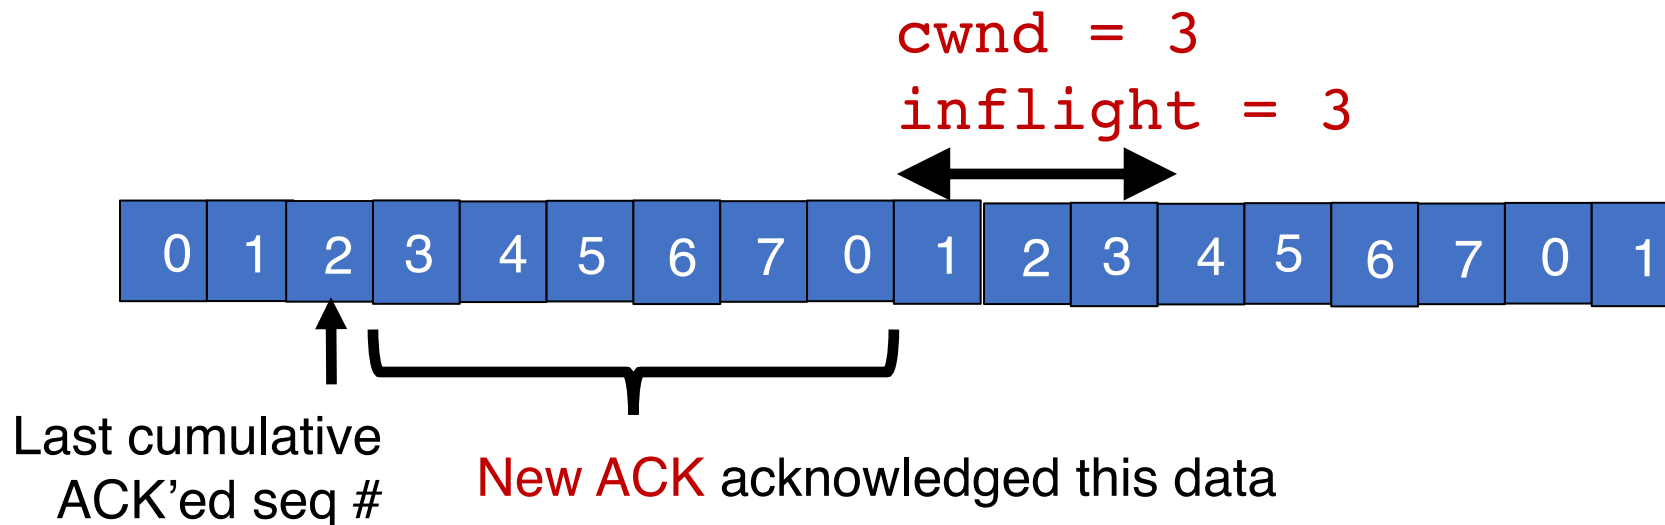 cwnd = 3
inflight = 3
0 1 2 3 4 5 6 7 0 1 2 3 4 5 6 7 0 1
Last cumulative
ACK’ed seq #
New ACK acknowledged this data